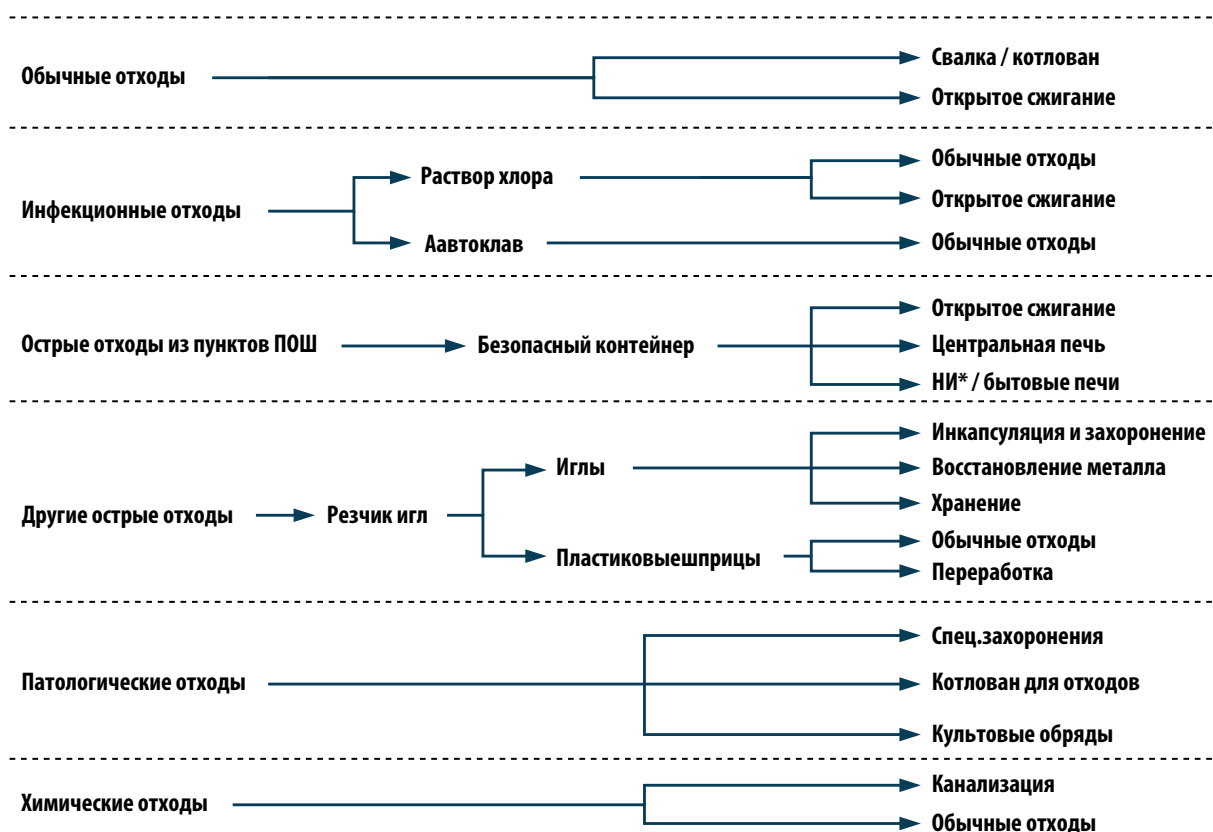 Обычные отходы
Свалка / котлован
Открытое сжигание
Инфекционные отходы
Раствор хлора
Обычные отходы
Открытое сжигание
Аавтоклав
Обычные отходы
Острые отходы из пунктов ПОШ
Безопасный контейнер
Открытое сжигание
Центральная печь
НИ* / бытовые печи
Другие острые отходы
Резчик игл
Иглы
Инкапсуляция и захоронение
Восстановление металла
Хранение
Пластиковыешприцы
Обычные отходы
Переработка
Патологические отходы
Спец.захоронения
Котлован для отходов
Культовые обряды
Химические отходы
Канализация
Обычные отходы